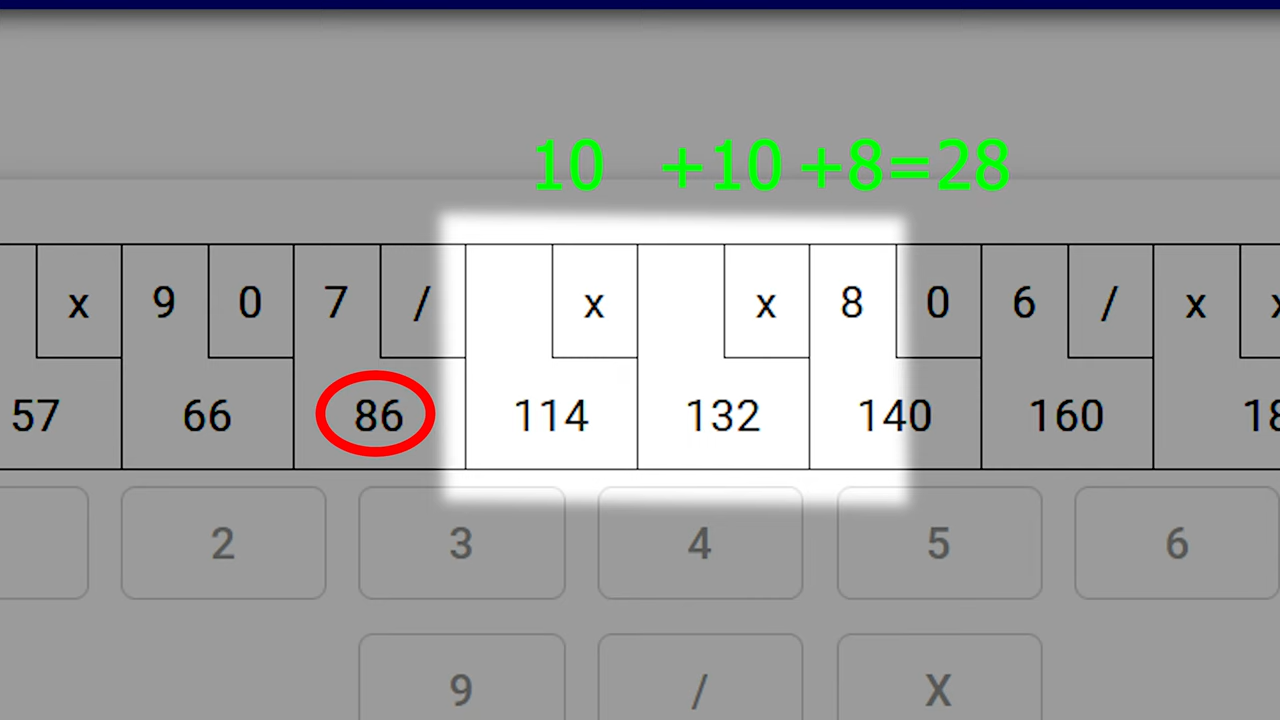 10 +10 +8=28
x 9 0 7 / x x 8 0 6 / x x
57 66 86 114 132 140 160
2 3 4 5 6
9 / X